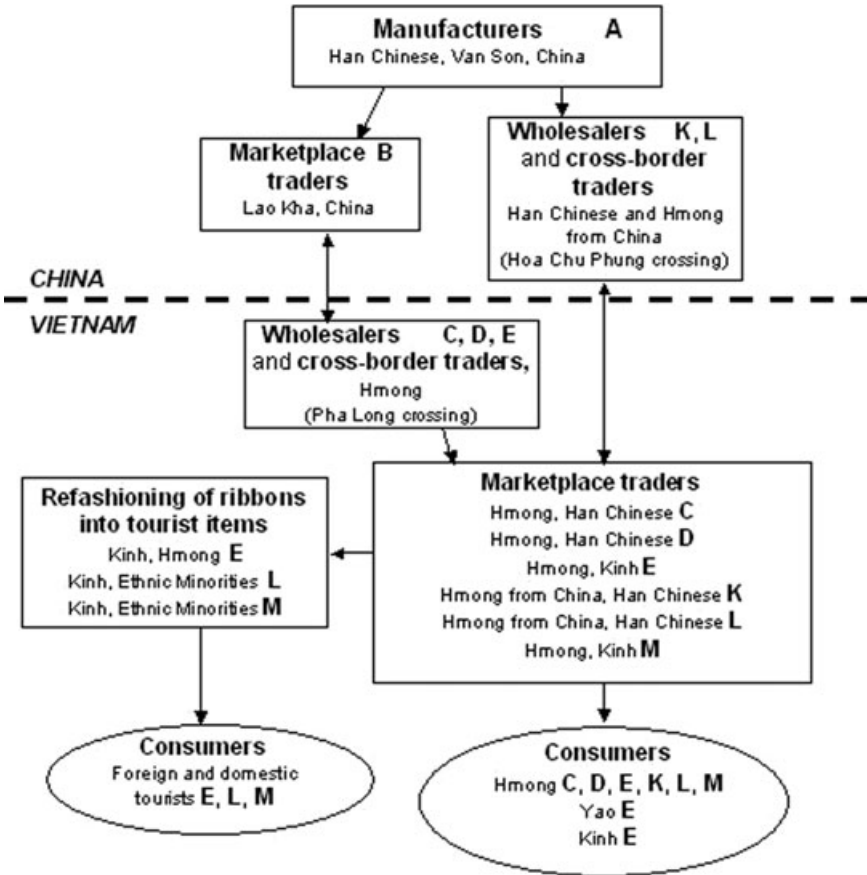 Manufacturers A
Han Chinese, Van Son, China
Marketplace B
traders
Lao Kha, China
Wholesalers K, L
and cross-border
traders
Han Chinese and Hmong
from China
(Hoa Chu Phung crossing)
CHINA
VIETNAM
Wholesalers C, D, E
and cross-border traders,
Hmong
(Pha Long crossing)
Refashioning of ribbons
into tourist items
Kinh, Hmong E
Kinh, Ethnic Minorities L
Kinh, Ethnic Minorities M
Marketplace traders
Hmong, Han Chinese C
Hmong, Han Chinese D
Hmong, Kinh E
Hmong from China, Han Chinese K
Hmong from China, Han Chinese L
Hmong, Kinh M
Consumers
Foreign and domestic
tourists E, L, M
Consumers
Hmong C, D, E, K, L, M
Yao E
Kinh E